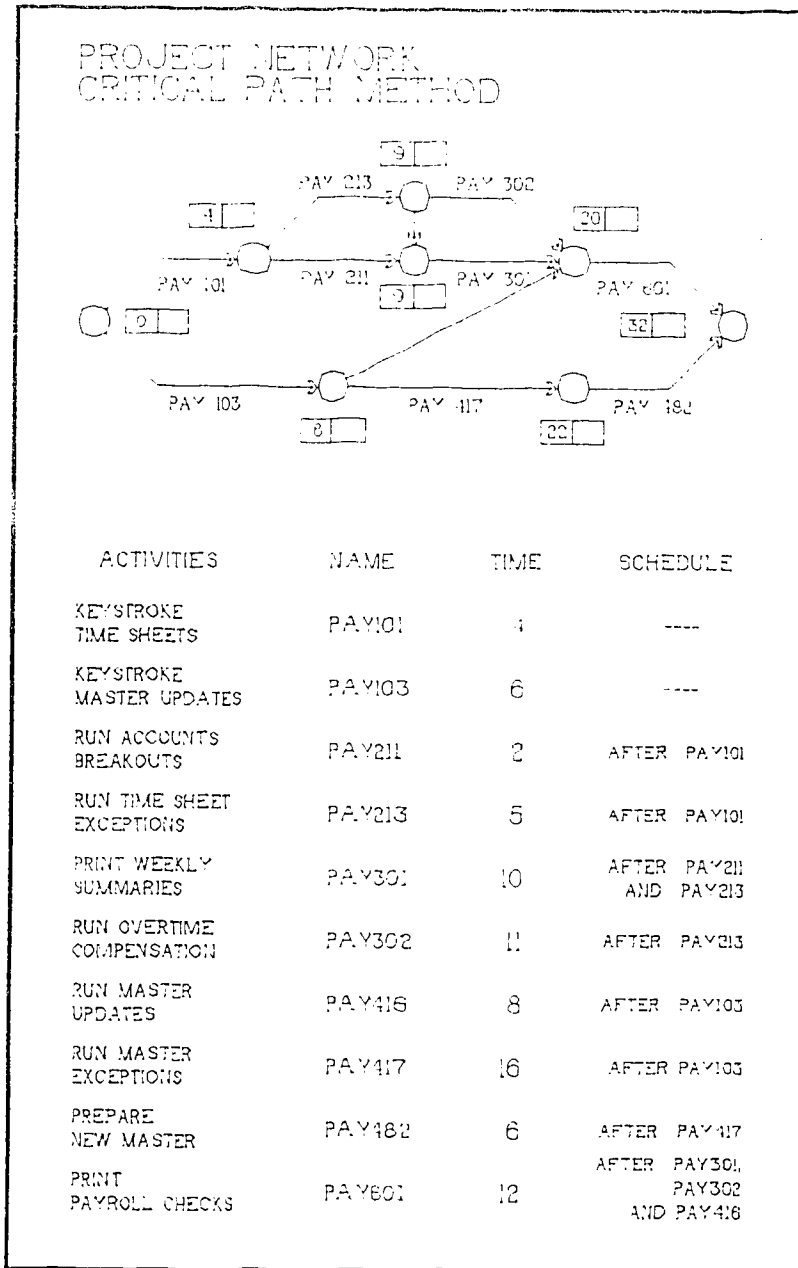 PROJECT NETWORK
CRITICAL PATH METHOD
9
PAY 213
PAY 302
4
20
PAY 101
PAY 211
PAY 301
PAY 601
9
0
32
PAY 103
PAY 417
PAY 482
6
22
ACTIVITIES NAME TIME SCHEDULE
KEYSTROKE
TIME SHEETS PAY101 4 ----
KEYSTROKE
MASTER UPDATES PAY103 6 ----
RUN ACCOUNTS
BREAKOUTS PAY211 2 AFTER PAY101
RUN TIME SHEET
EXCEPTIONS PAY213 5 AFTER PAY101
PRINT WEEKLY
SUMMARIES PAY301 10 AFTER PAY211
AND PAY213
RUN OVERTIME
COMPENSATION PAY302 11 AFTER PAY213
RUN MASTER
UPDATES PAY416 8 AFTER PAY103
RUN MASTER
EXCEPTIONS PAY417 16 AFTER PAY103
PREPARE
NEW MASTER PAY482 6 AFTER PAY417
PRINT
PAYROLL CHECKS PAY601 12 AFTER PAY301,
PAY302
AND PAY416